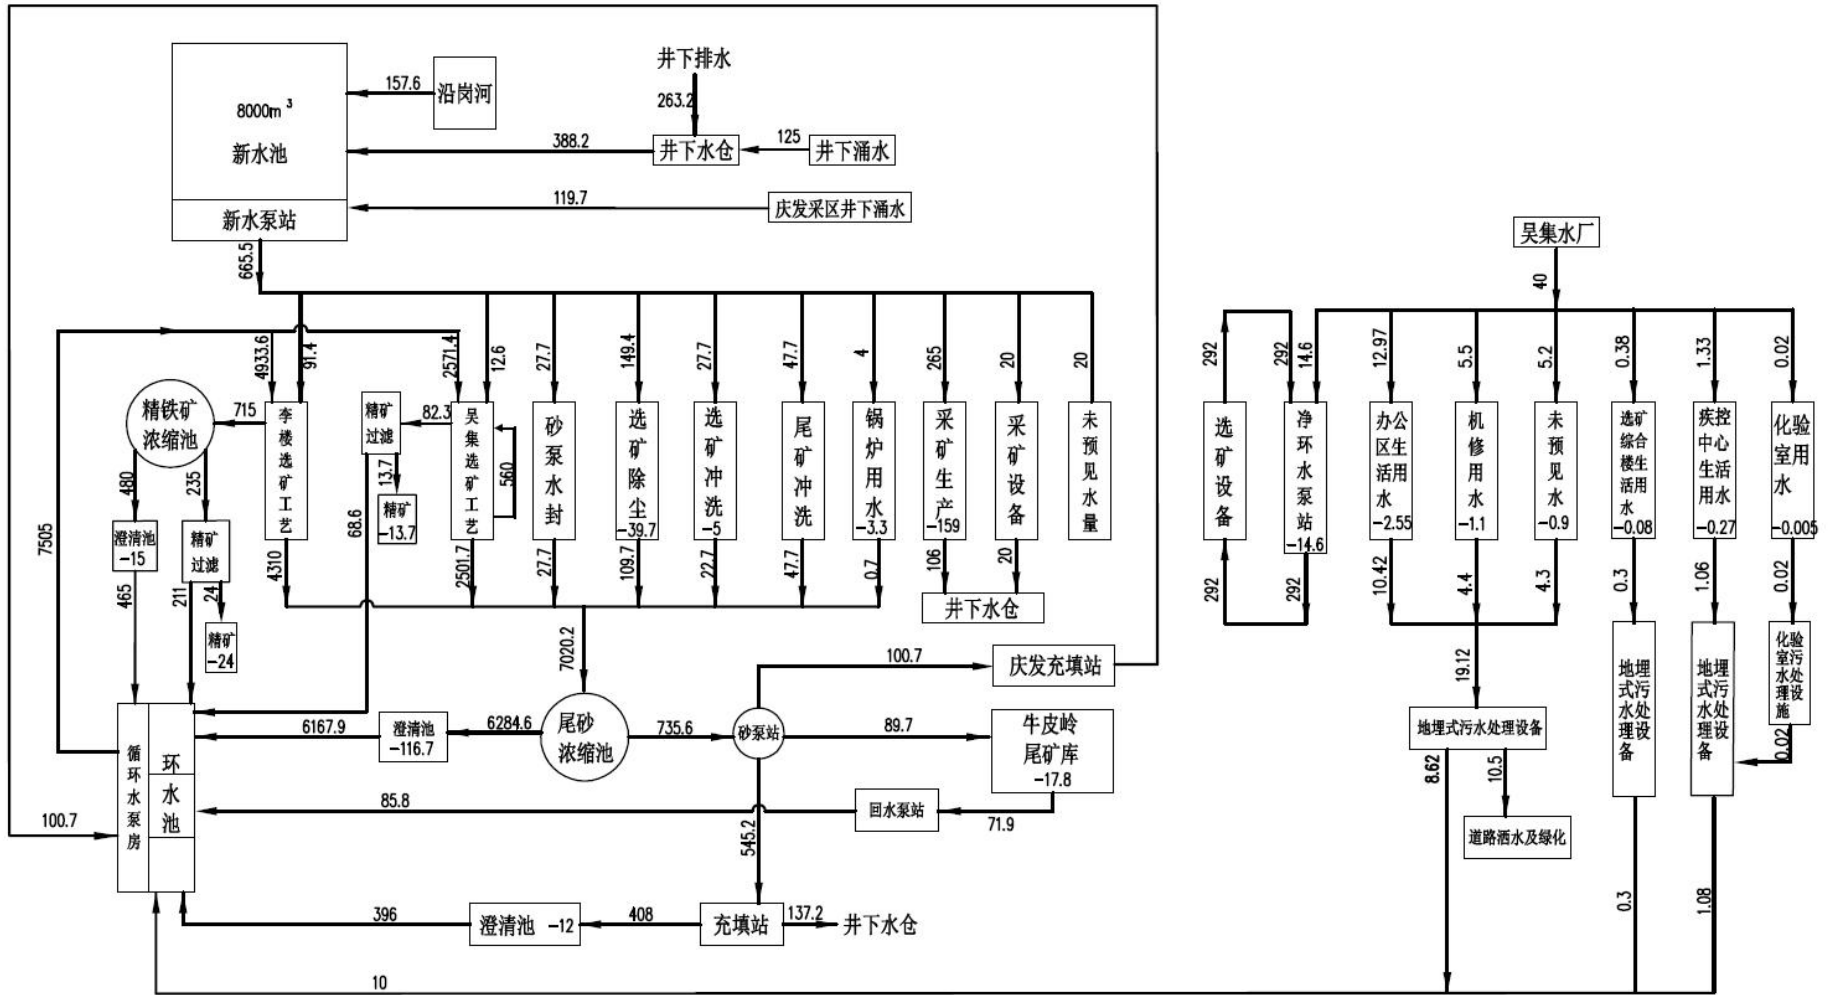 井下排水
沿岗河
157.6
8000m³
新水池
263.2
388.2
井下水仓
125
井下涌水
119.7
庆发采区井下涌水
新水泵站
665.5
吴集水厂
40
4933.6
91.4
2571.4
12.6
27.7
149.4
27.7
47.7
4
265
20
20
292
292
14.6
12.97
5.5
5.2
0.38
1.33
0.02
精铁矿
浓缩池
715
李楼选矿工艺
精矿
过滤
82.3
吴集选矿工艺
560
砂泵水封
选矿除尘
-39.7
选矿冲洗
-5
尾矿冲洗
锅炉用水
-3.3
采矿生产
-159
采矿设备
未预见水量
选矿设备
净环水泵站
-14.6
办公区生活用水
-2.55
机修用水
-1.1
未预见水
-0.9
选矿综合楼生活用水
-0.08
疾控中心生活用水
-0.27
化验室用水
-0.005
480
235
13.7
精矿
-13.7
68.6
7505
澄清池
-15
精矿
过滤
465
211
24
精矿
-24
4310
2501.7
27.7
109.7
22.7
47.7
0.7
106
20
井下水仓
292
292
10.42
4.4
4.3
0.3
1.06
0.02
7020.2
19.12
100.7
庆发充填站
地埋式污水处理设备
地埋式污水处理设备
化验室污水处理设施
0.02
循环水泵房
环水池
6167.9
澄清池
-116.7
6284.6
尾砂
浓缩池
735.6
砂泵站
89.7
牛皮岭
尾矿库
-17.8
地埋式污水处理设备
8.62
10.5
道路洒水及绿化
100.7
85.8
回水泵站
71.9
545.2
396
澄清池 -12
408
充填站
137.2
井下水仓
0.3
1.08
10